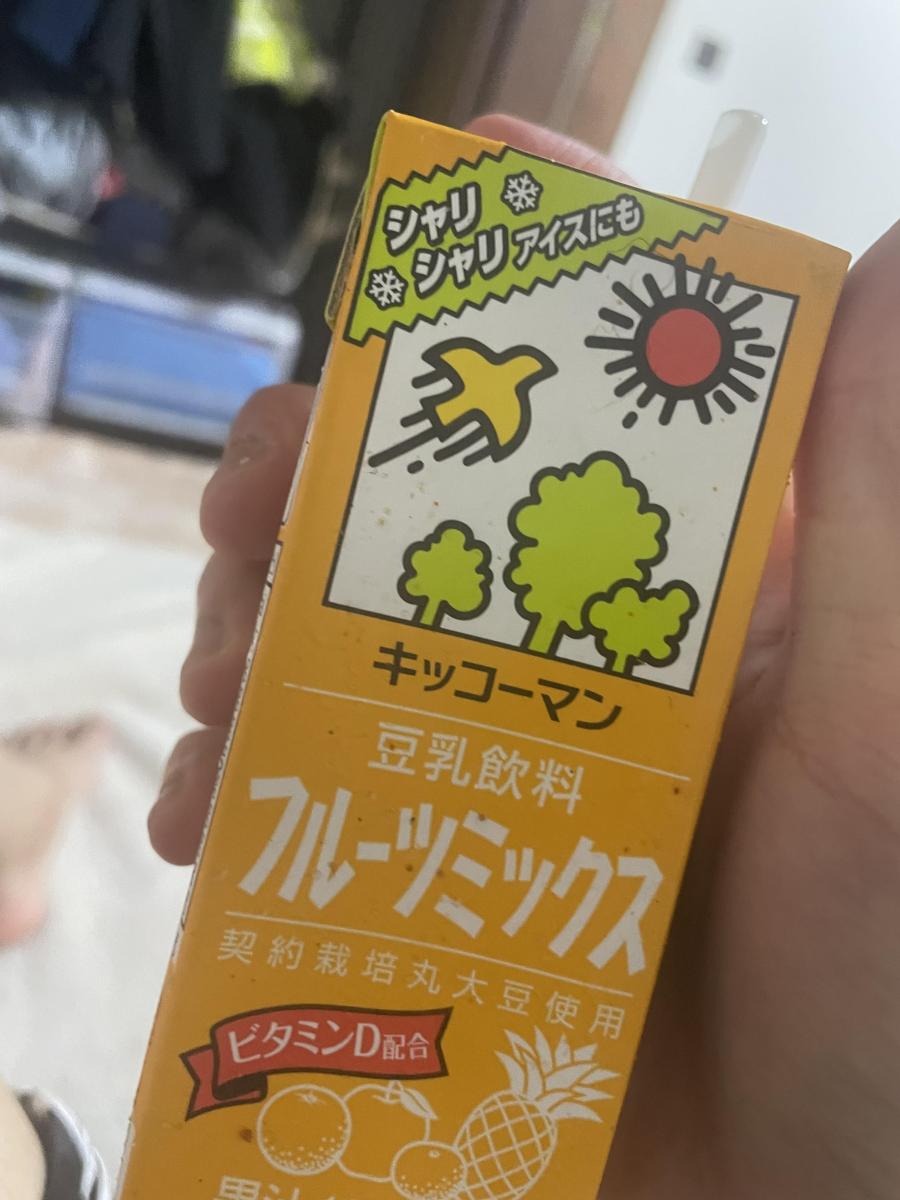 シャリ
シャリ アイスにも
キッコーマン
豆乳飲料
フルーツミックス
契約栽培丸大豆使用
ビタミンD配合
果汁